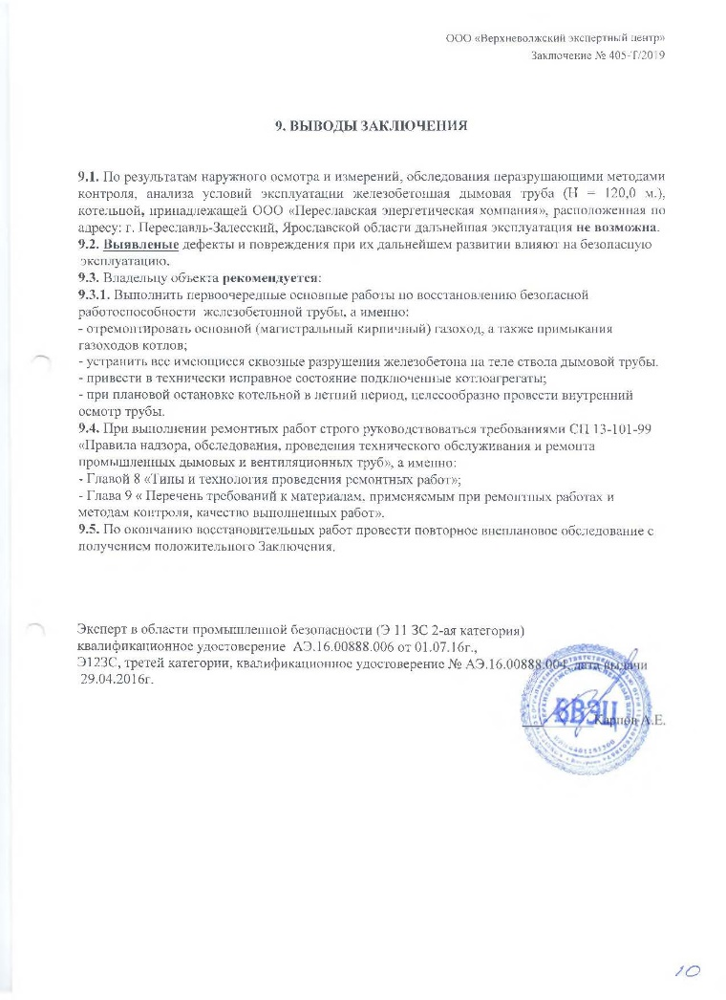 ООО «Верхневолжский экспертный центр»
Заключение № 405-Т/2019
9. ВЫВОДЫ ЗАКЛЮЧЕНИЯ
9.1. По результатам наружного осмотра и измерений, обследования неразрушающими методами
контроля, анализа условий эксплуатации железобетонная дымовая труба (Н = 120,0 м.),
котельной, принадлежащей ООО «Переславская энергетическая компания», расположенная по
адресу: г. Переславль-Залесский, Ярославской области дальнейшая эксплуатация не возможна.
9.2. Выявленые дефекты и повреждения при их дальнейшем развитии влияют на безопасную
эксплуатацию.
9.3. Владельцу объекта рекомендуется:
9.3.1. Выполнить первоочередные основные работы по восстановлению безопасной
работоспособности железобетонной трубы, а именно:
- отремонтировать основной (магистральный кирпичный) газоход, а также примыкания
газоходов котлов;
- устранить все имеющиеся сквозные разрушения железобетона на теле ствола дымовой трубы.
- привести в технически исправное состояние подключенные котлоагрегаты;
- при плановой остановке котельной в летний период, целесообразно провести внутренний
осмотр трубы.
9.4. При выполнении ремонтных работ строго руководствоваться требованиями СП 13-101-99
«Правила надзора, обследования, проведения технического обслуживания и ремонта
промышленных дымовых и вентиляционных труб», а именно:
- Главой 8 «Типы и технология проведения ремонтных работ»;
- Глава 9 « Перечень требований к материалам, применяемым при ремонтных работах и
методам контроля, качество выполненных работ».
9.5. По окончанию восстановительных работ провести повторное внеплановое обследование с
получением положительного Заключения.
Эксперт в области промышленной безопасности (Э 11 ЗС 2-ая категория)
квалификационное удостоверение АЭ.16.00888.006 от 01.07.16г.,
Э12ЗС, третей категории, квалификационное удостоверение № АЭ.16.00888.004, дата выдачи
29.04.2016г.
ВВЭЦ
Карпов А.Е.
10